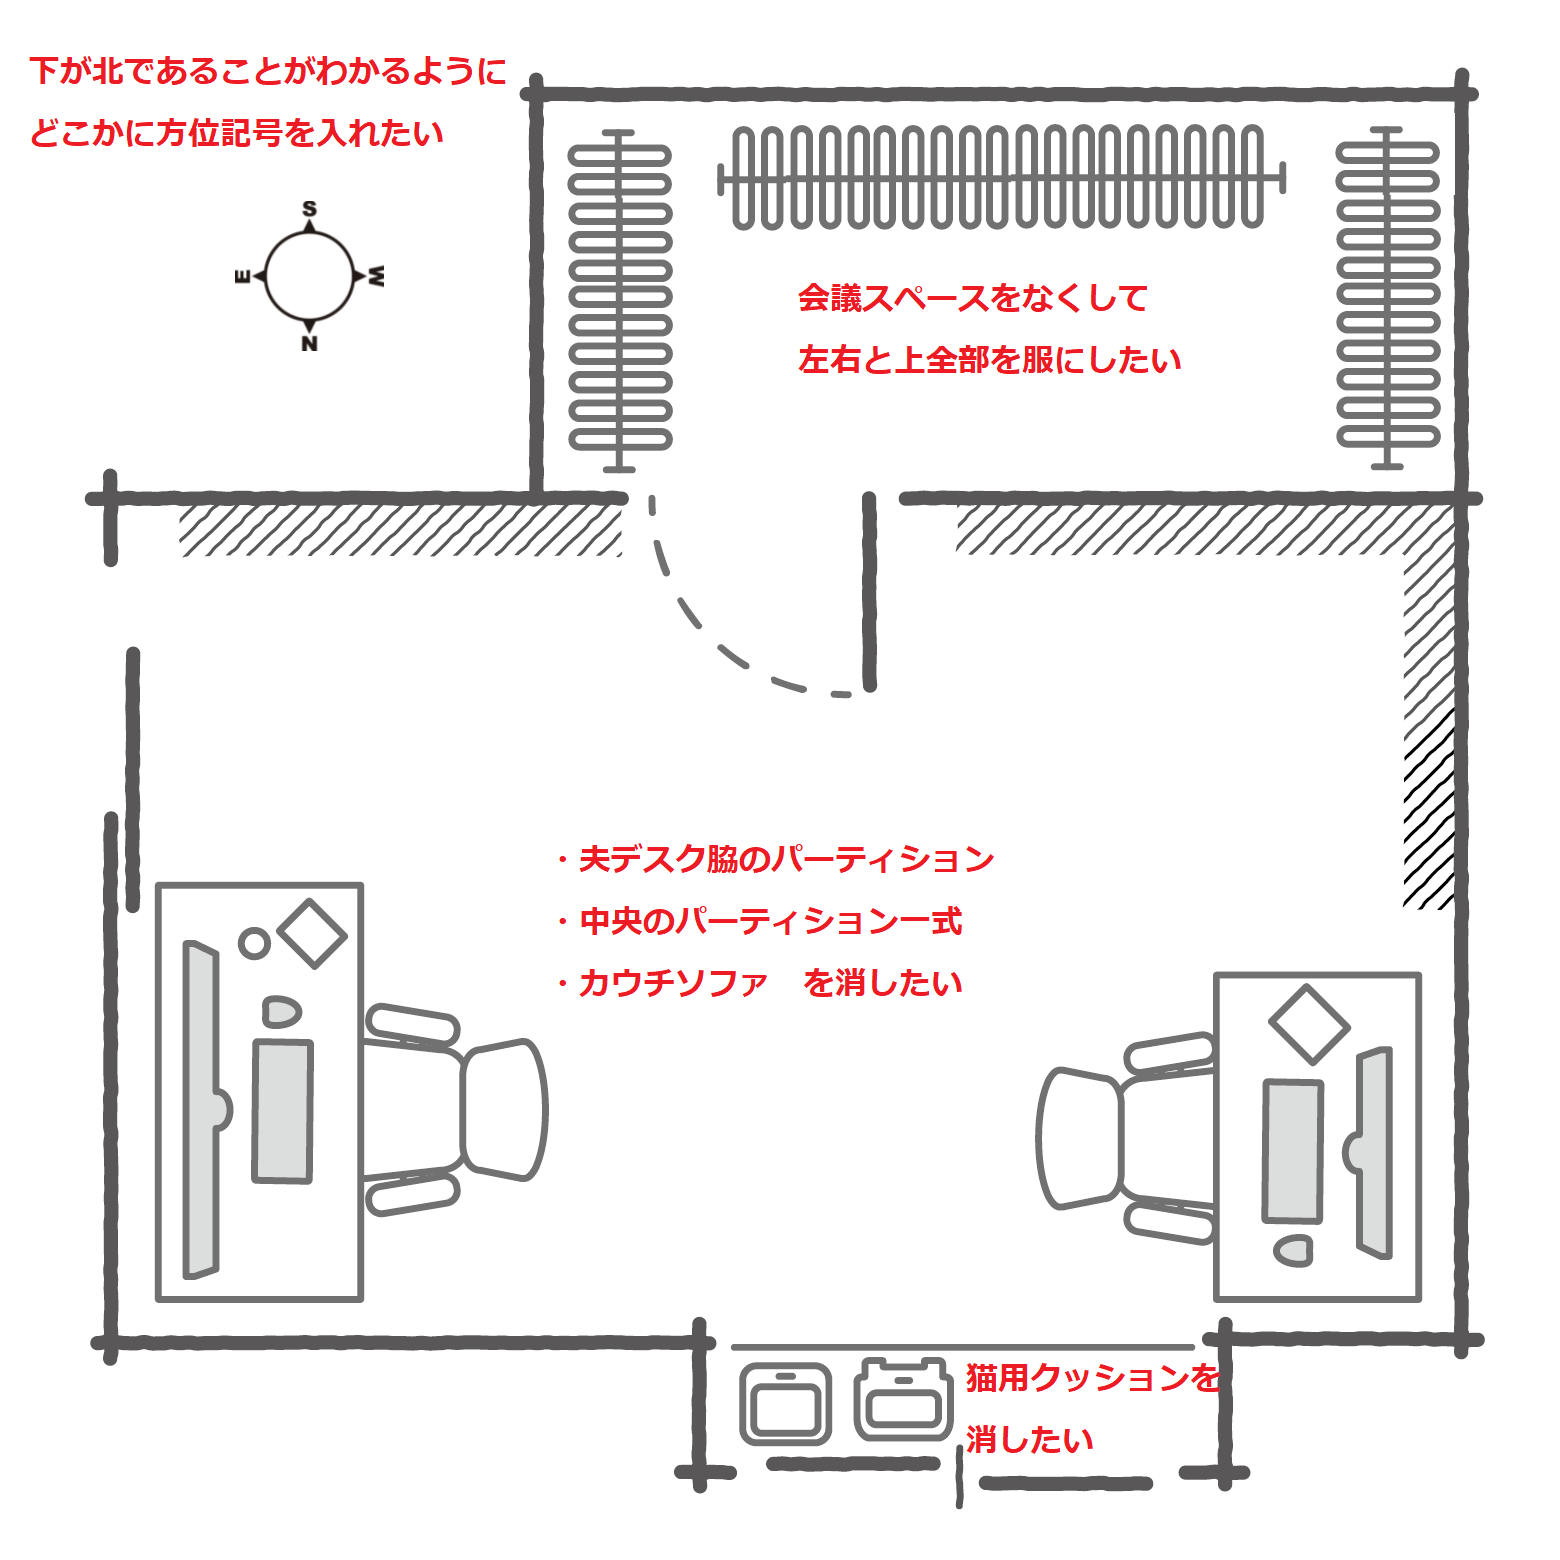 下が北であることがわかるように
どこかに方位記号を入れたい
S
E
W
N
会議スペースをなくして
左右と上全部を服にしたい
・夫デスク脇のパーティション
・中央のパーティション一式
・カウチソファ　を消したい
猫用クッションを
消したい